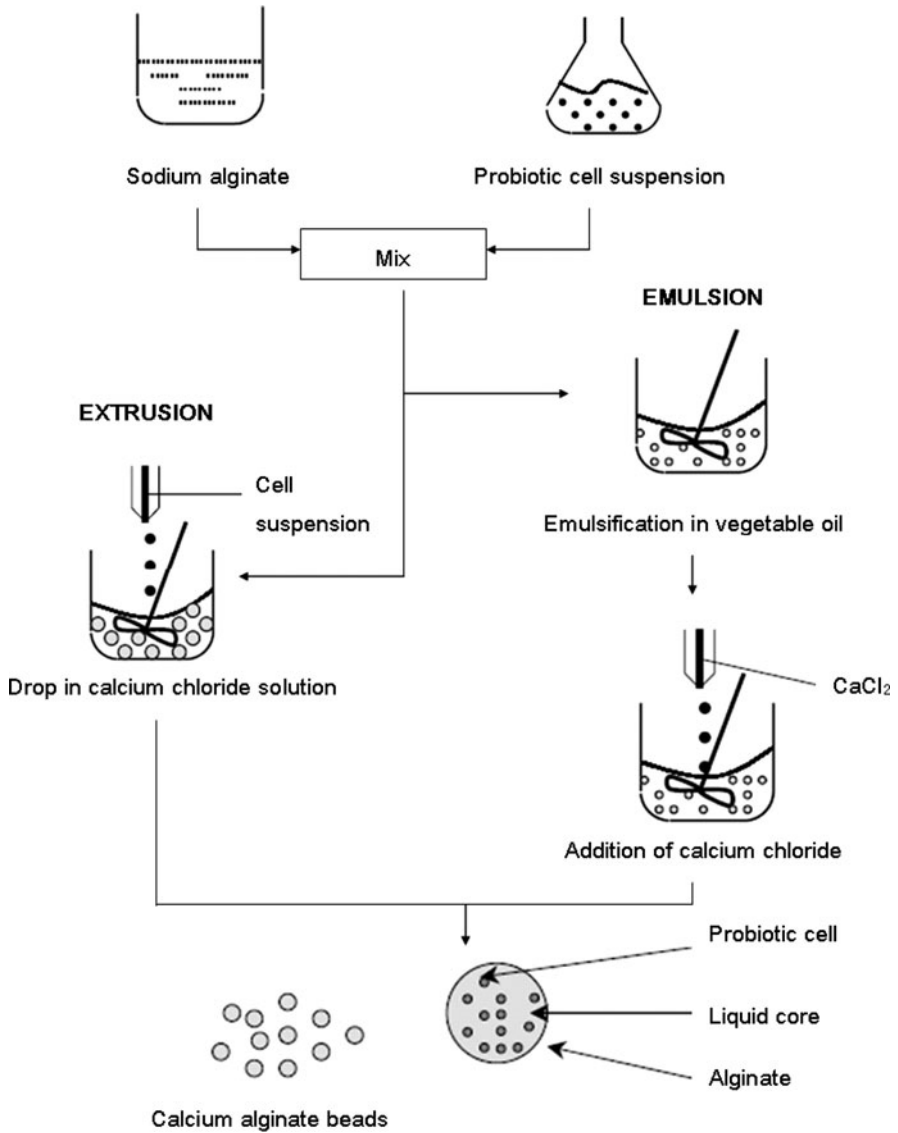 Sodium alginate
Probiotic cell suspension
Mix
EMULSION
EXTRUSION
Cell
suspension
Emulsification in vegetable oil
Drop in calcium chloride solution
CaCl₂
Addition of calcium chloride
Probiotic cell
Liquid core
Alginate
Calcium alginate beads